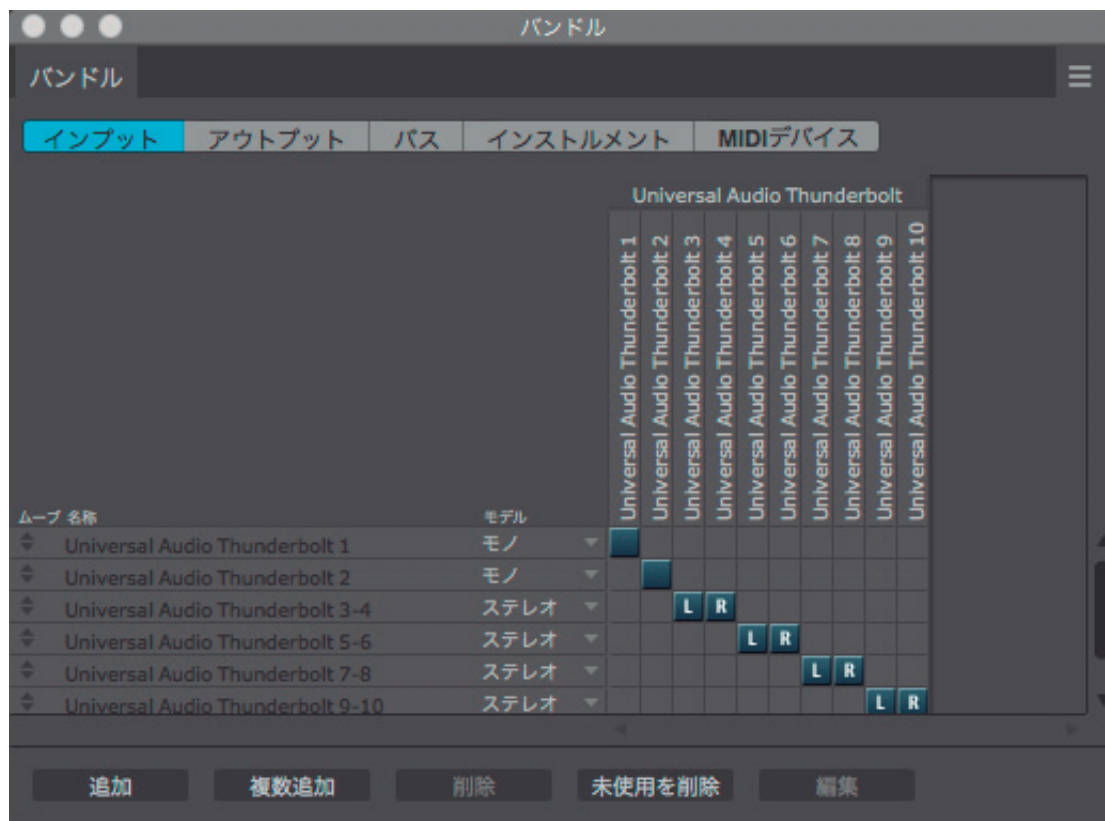 バンドル
バンドル
インプット アウトプット バス インストルメント MIDIデバイス
Universal Audio Thunderbolt
Universal Audio Thunderbolt 1
Universal Audio Thunderbolt 2
Universal Audio Thunderbolt 3
Universal Audio Thunderbolt 4
Universal Audio Thunderbolt 5
Universal Audio Thunderbolt 6
Universal Audio Thunderbolt 7
Universal Audio Thunderbolt 8
Universal Audio Thunderbolt 9
Universal Audio Thunderbolt 10
ムーブ 名称 モデル
Universal Audio Thunderbolt 1 モノ
Universal Audio Thunderbolt 2 モノ
Universal Audio Thunderbolt 3-4 ステレオ L R
Universal Audio Thunderbolt 5-6 ステレオ L R
Universal Audio Thunderbolt 7-8 ステレオ L R
Universal Audio Thunderbolt 9-10 ステレオ L R
追加 複数追加 削除 未使用を削除 編集